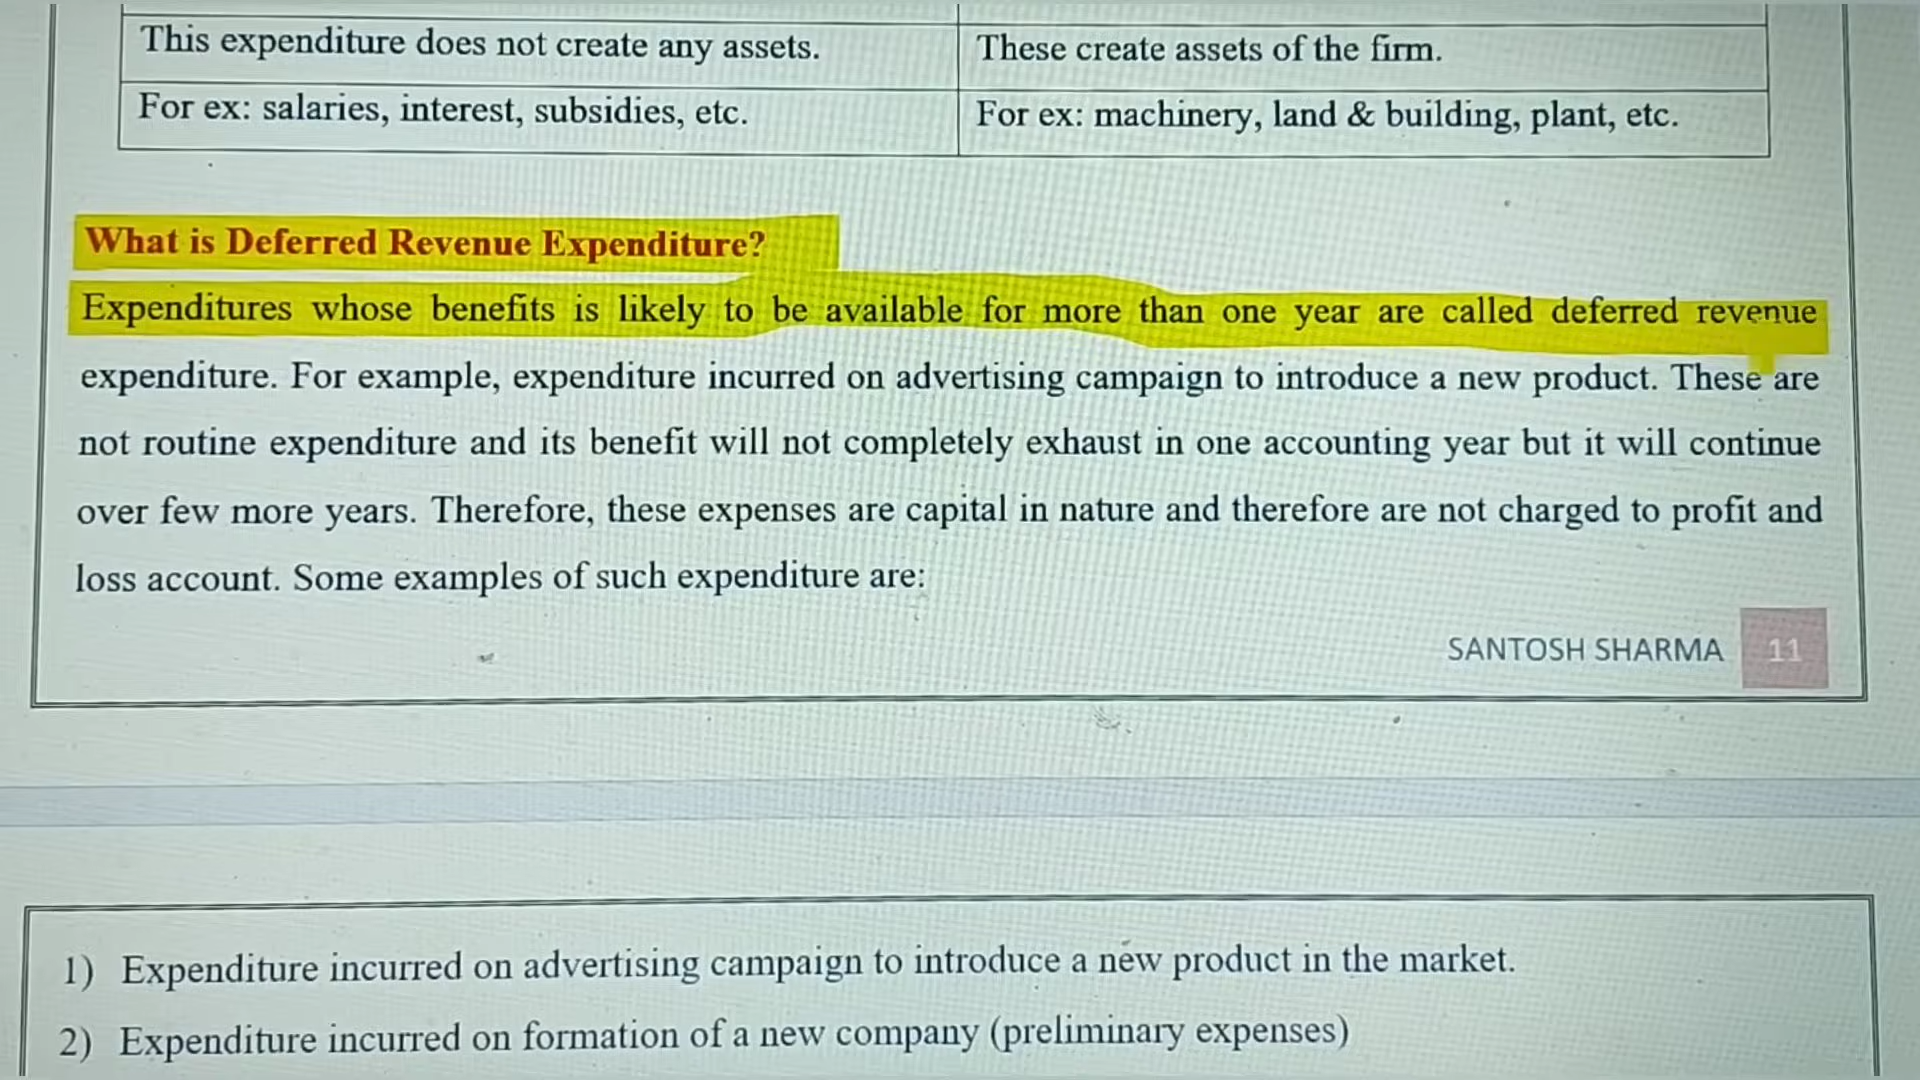 This expenditure does not create any assets. These create assets of the firm.
For ex: salaries, interest, subsidies, etc. For ex: machinery, land & building, plant, etc.
What is Deferred Revenue Expenditure?
Expenditures whose benefits is likely to be available for more than one year are called deferred revenue
expenditure. For example, expenditure incurred on advertising campaign to introduce a new product. These are
not routine expenditure and its benefit will not completely exhaust in one accounting year but it will continue
over few more years. Therefore, these expenses are capital in nature and therefore are not charged to profit and
loss account. Some examples of such expenditure are:
SANTOSH SHARMA 11
1) Expenditure incurred on advertising campaign to introduce a new product in the market.
2) Expenditure incurred on formation of a new company (preliminary expenses)